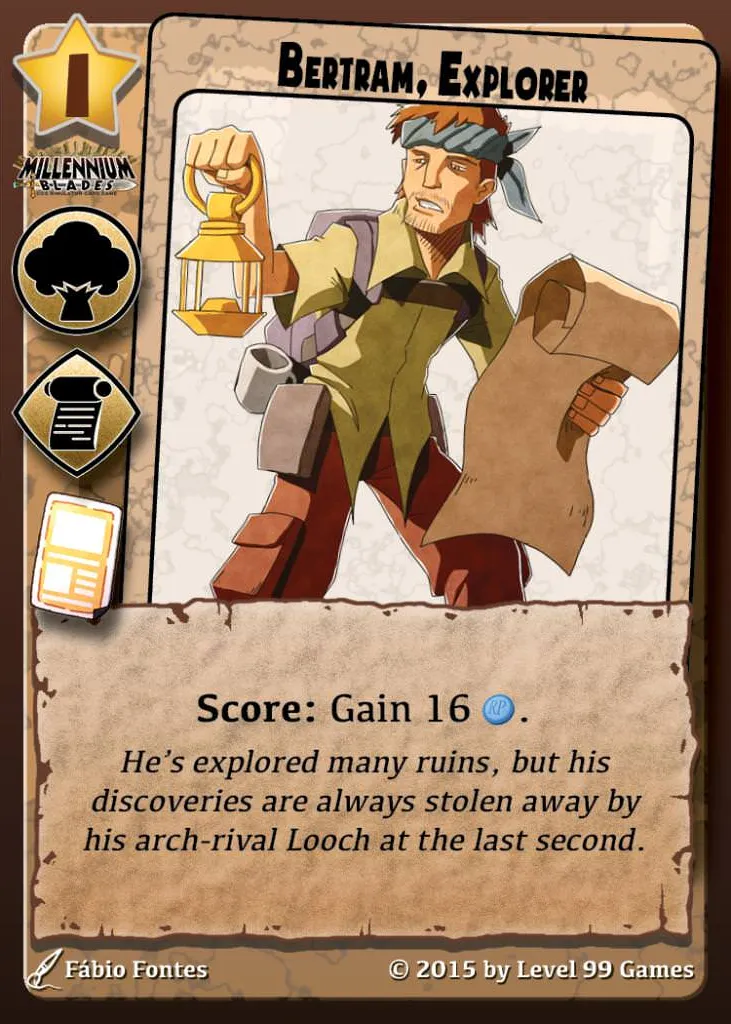 BERTRAM, EXPLORER
1
MILLENNIUM
BLADES
Score: Gain 16 RP.
He's explored many ruins, but his
discoveries are always stolen away by
his arch-rival Looch at the last second.
Fábio Fontes
© 2015 by Level 99 Games